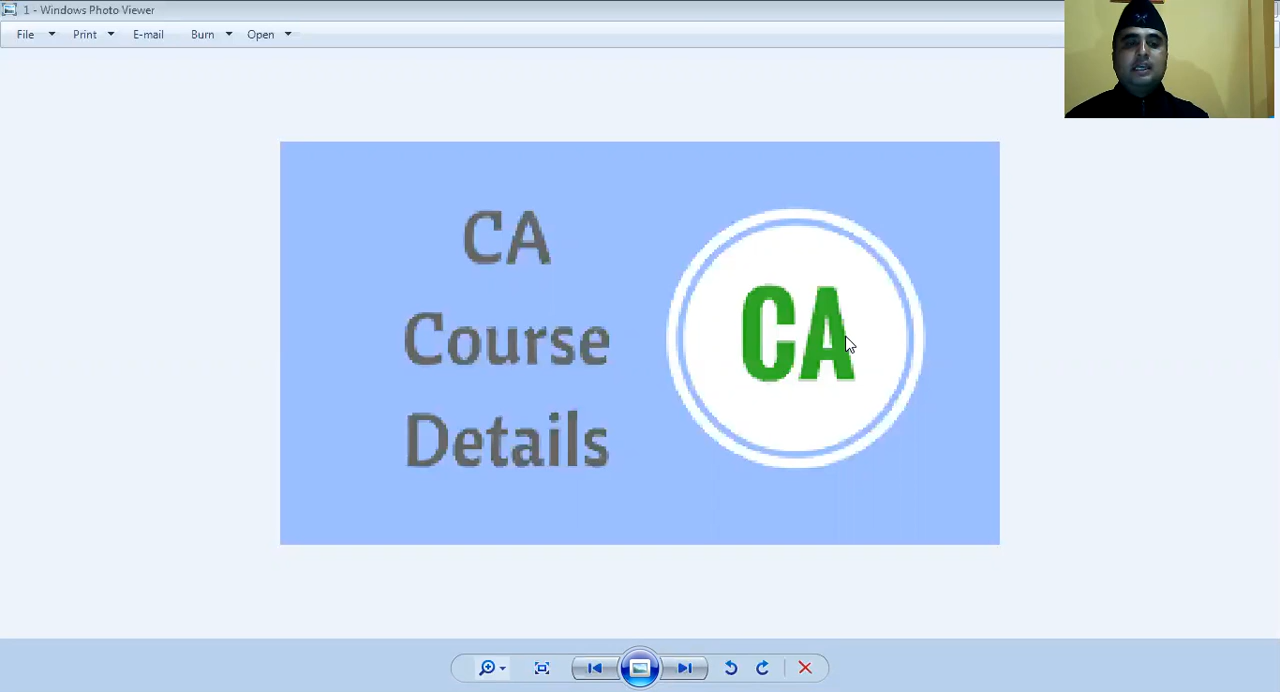 1 - Windows Photo Viewer
File Print E-mail Burn Open
CA
Course
Details
CA